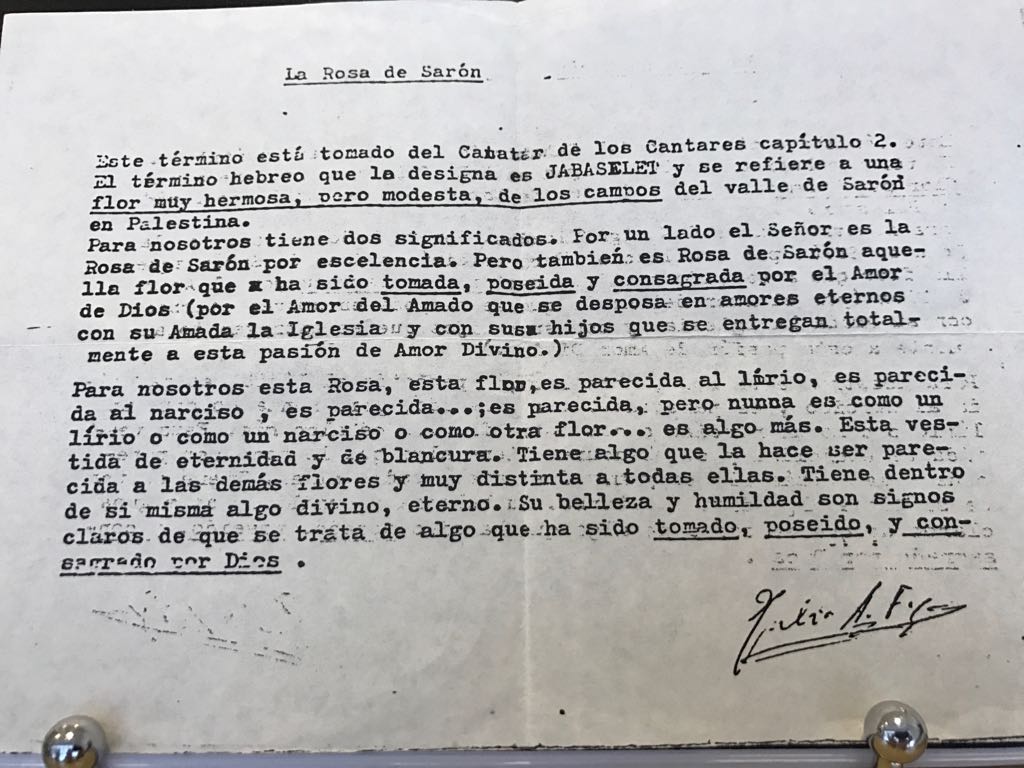 La Rosa de Sarón
Este término está tomado del Cahatar de los Cantares capítulo 2.
El término hebreo que la designa es JABASELET y se refiere a una
flor muy hermosa, pero modesta, de los campos del valle de Sarón
en Palestina.
Para nosotros tiene dos significados. Por un lado el Señor es la
Rosa de Sarón por escelencia. Pero también es Rosa de Sarón aque-
lla flor que x ha sido tomada, poseida y consagrada por el Amor
de Dios (por el Amor del Amado que se desposa en amores eternos
con su Amada la Iglesia y con susx hijos que se entregan total-
mente a esta pasión de Amor Divino.)
Para nosotros esta Rosa, esta flor,es parecida al lírio, es pareci-
da al narciso , es parecida...;es parecida, pero nunna es como un
lírio o como un narciso o como otra flor... es algo más. Esta ves-
tida de eternidad y de blancura. Tiene algo que la hace ser pare-
cida a las demás flores y muy distinta a todas ellas. Tiene dentro
de si misma algo divino, eterno. Su belleza y humildad son signos
claros de que se trata de algo que ha sido tomado, poseido, y con-
sagrado por Dios .